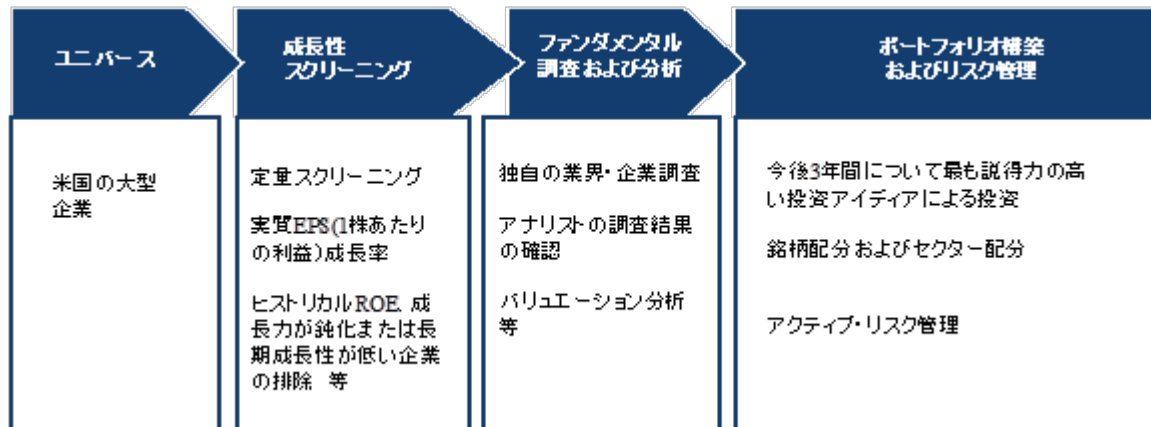 ユニバース
成長性
スクリーニング
ファンダメンタル
調査および分析
ポートフォリオ構築
およびリスク管理
米国の大型
企業
定量スクリーニング
実質EPS(1株あたり
の利益)成長率
ヒストリカルROE、成
長力が鈍化または長
期成長性が低い企業
の排除 等
独自の業界・企業調査
アナリストの調査結果
の確認
バリュエーション分析
等
今後3年間について最も説得力の高
い投資アイディアによる投資
銘柄配分およびセクター配分
アクティブ・リスク管理